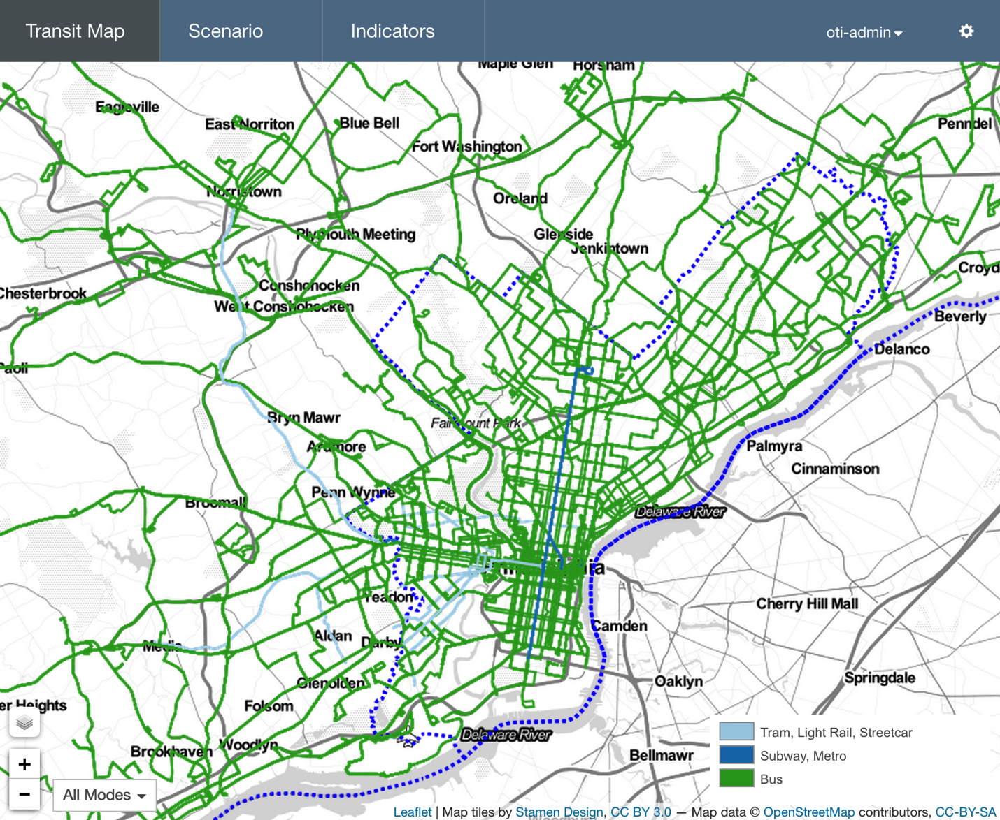 Transit Map
Scenario
Indicators
oti-admin
Maple Glen
Horsham
Eagleville
East Norriton
Blue Bell
Penndel
Fort Washington
Norristown
Oreland
Plymouth Meeting
Glenside
Jenkintown
Croyd
Chesterbrook
Conshohocken
West Conshohocken
Beverly
Delanco
Paoli
Bryn Mawr
Fairmount Park
Ardmore
Palmyra
Cinnaminson
Penn Wynne
Broomall
Delaware River
Yeadon
Cherry Hill Mall
Camden
Aldan
Darby
Media
Glenolden
Oaklyn
Springdale
er Heights
Folsom
Delaware River
Woodlyn
Brookhaven
Bellmawr
Tram, Light Rail, Streetcar
Subway, Metro
Bus
+
−
All Modes
Leaflet | Map tiles by Stamen Design, CC BY 3.0 — Map data © OpenStreetMap contributors, CC-BY-SA